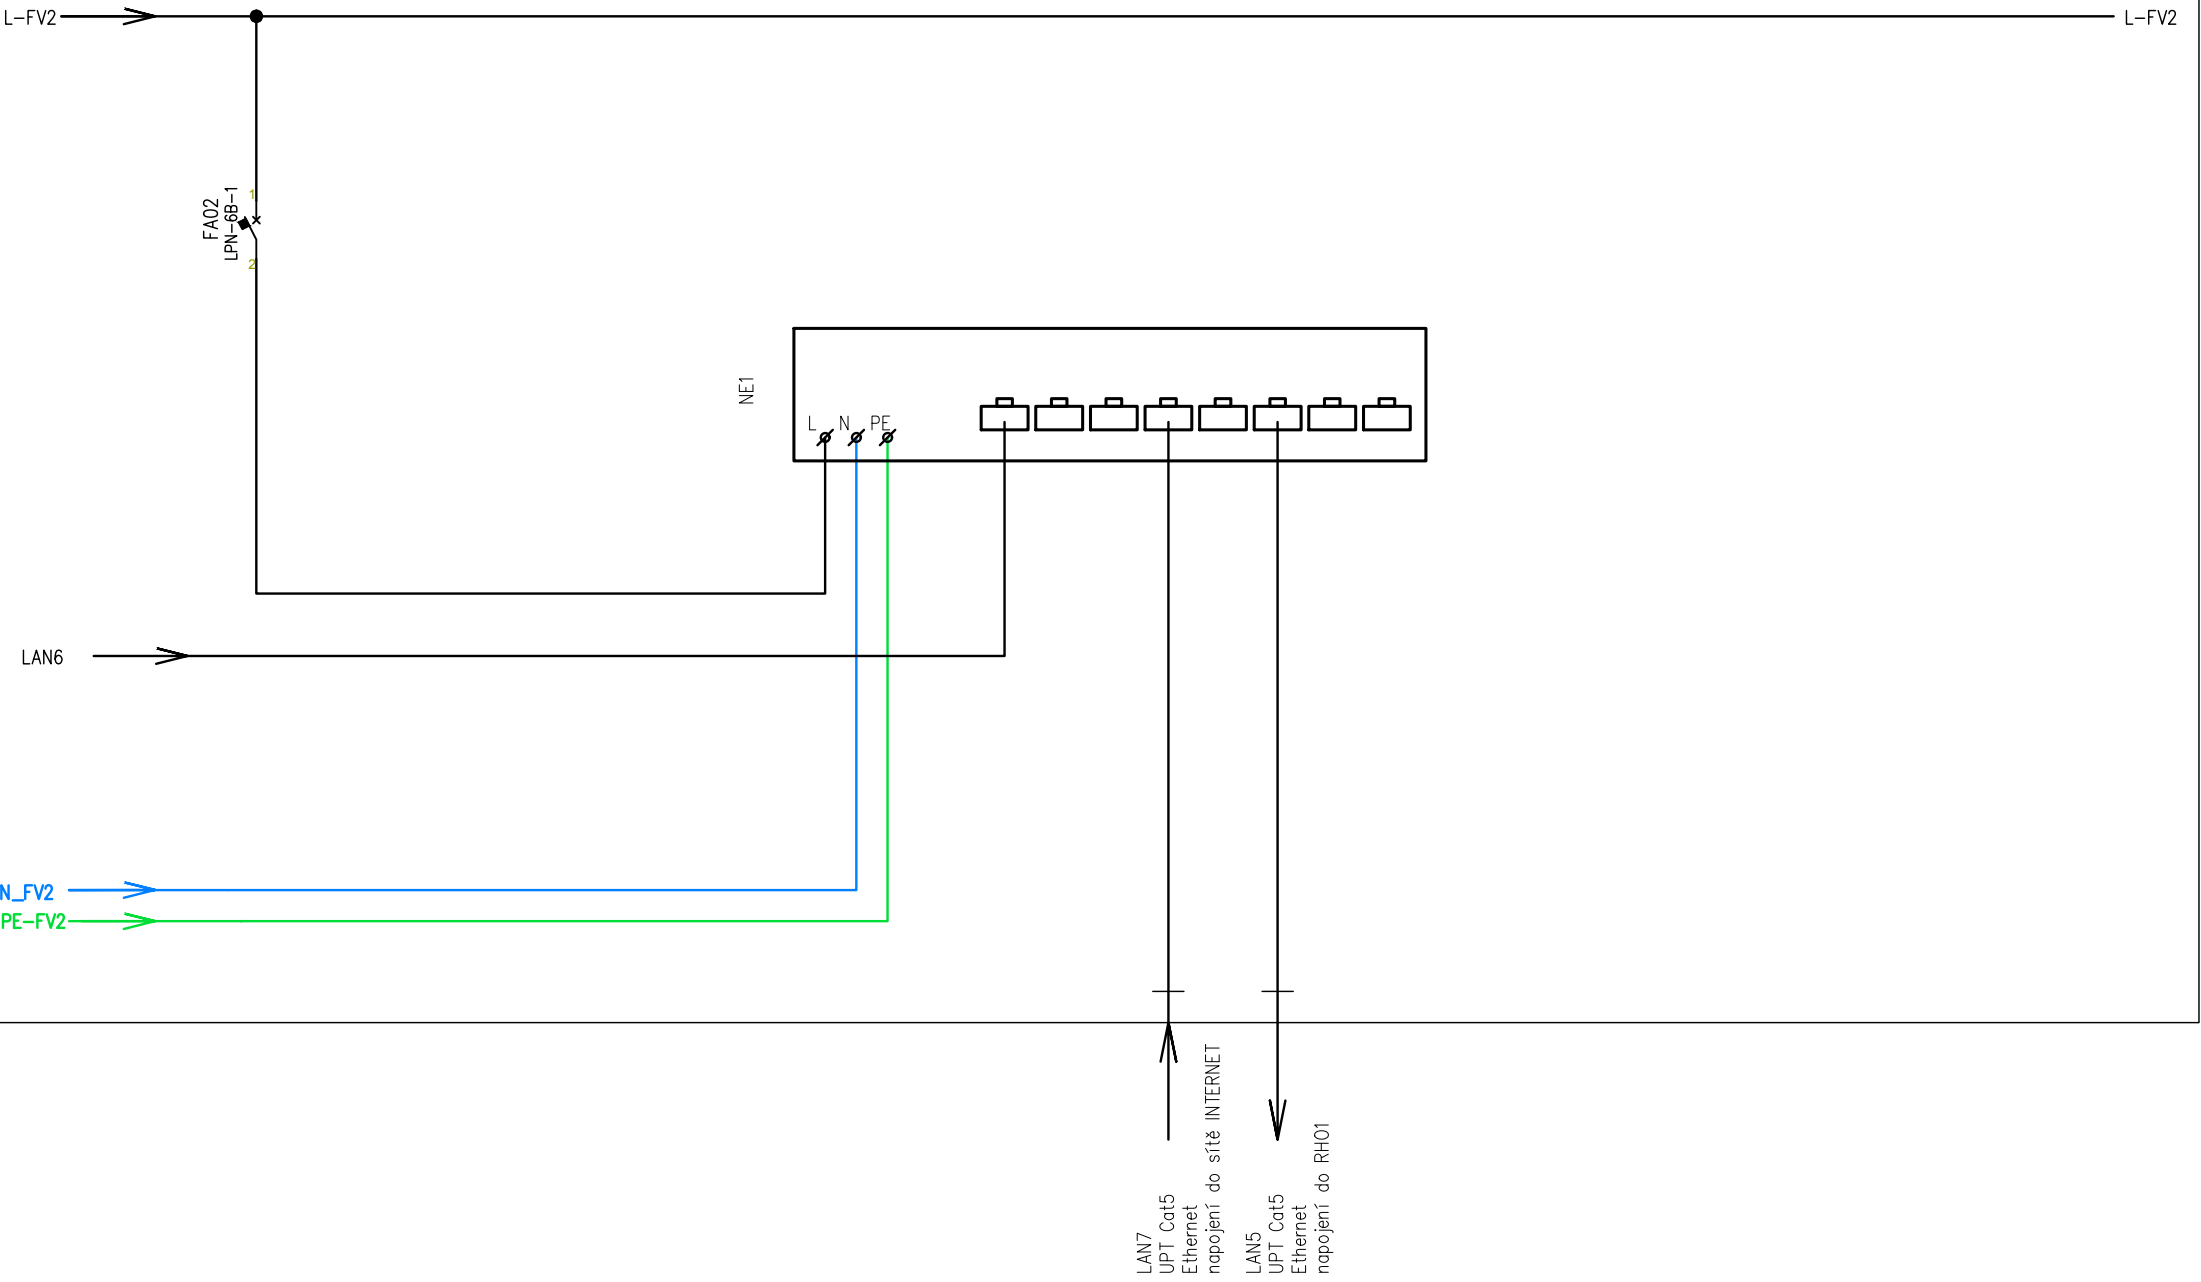 L-FV2
L-FV2
FA02
LPN-6B-1
1
2
NE1
L
N
PE
LAN6
N_FV2
PE-FV2
LAN7
UPT Cat5
Ethernet
napojení do sítě INTERNET
LAN5
UPT Cat5
Ethernet
napojení do RH01